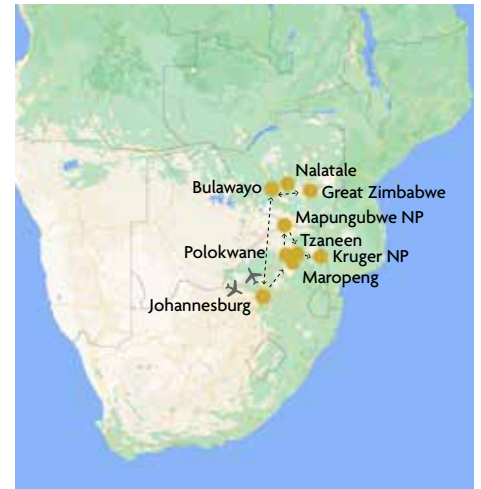 Nalatale
Bulawayo
Great Zimbabwe
Mapungubwe NP
Tzaneen
Polokwane
Kruger NP
Maropeng
Johannesburg